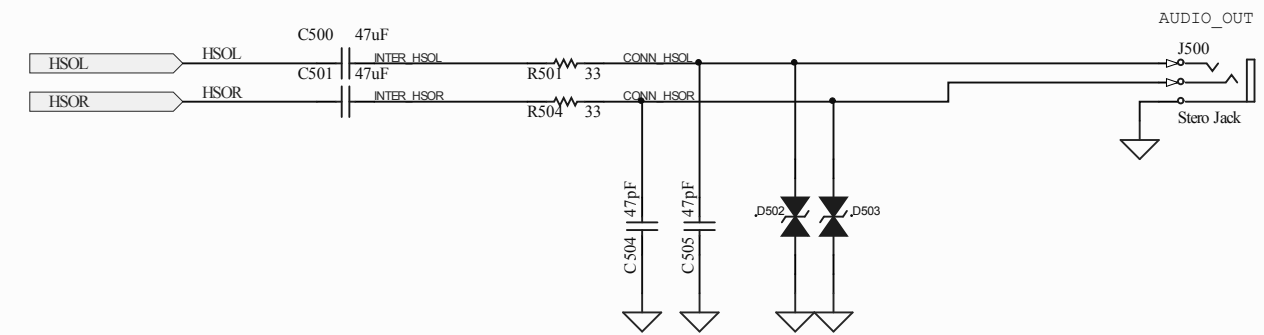 AUDIO_OUT
C500 47uF
J500
HSOL HSOL INTER_HSOL CONN_HSOL
C501 47uF R501 33
HSOR HSOR INTER_HSOR CONN_HSOR
R504 33
Stero Jack
47pF 47pF
.D502 .D503
C504 C505